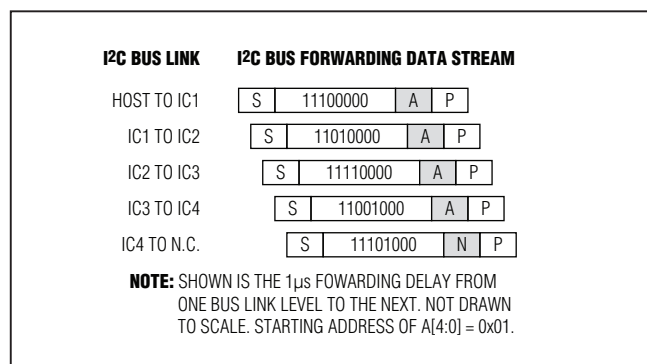 I2C BUS LINK I2C BUS FORWARDING DATA STREAM
HOST TO IC1 S 11100000 A P
IC1 TO IC2 S 11010000 A P
IC2 TO IC3 S 11110000 A P
IC3 TO IC4 S 11001000 A P
IC4 TO N.C. S 11101000 N P
NOTE: SHOWN IS THE 1µs FOWARDING DELAY FROM
ONE BUS LINK LEVEL TO THE NEXT. NOT DRAWN
TO SCALE. STARTING ADDRESS OF A[4:0] = 0x01.